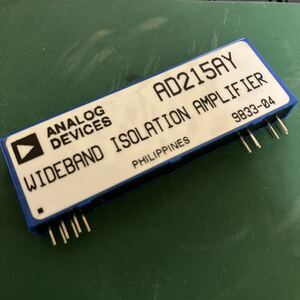 ANALOG
DEVICES
AD215AY
WIDEBAND ISOLATION AMPLIFIER
PHILIPPINES
9833-04